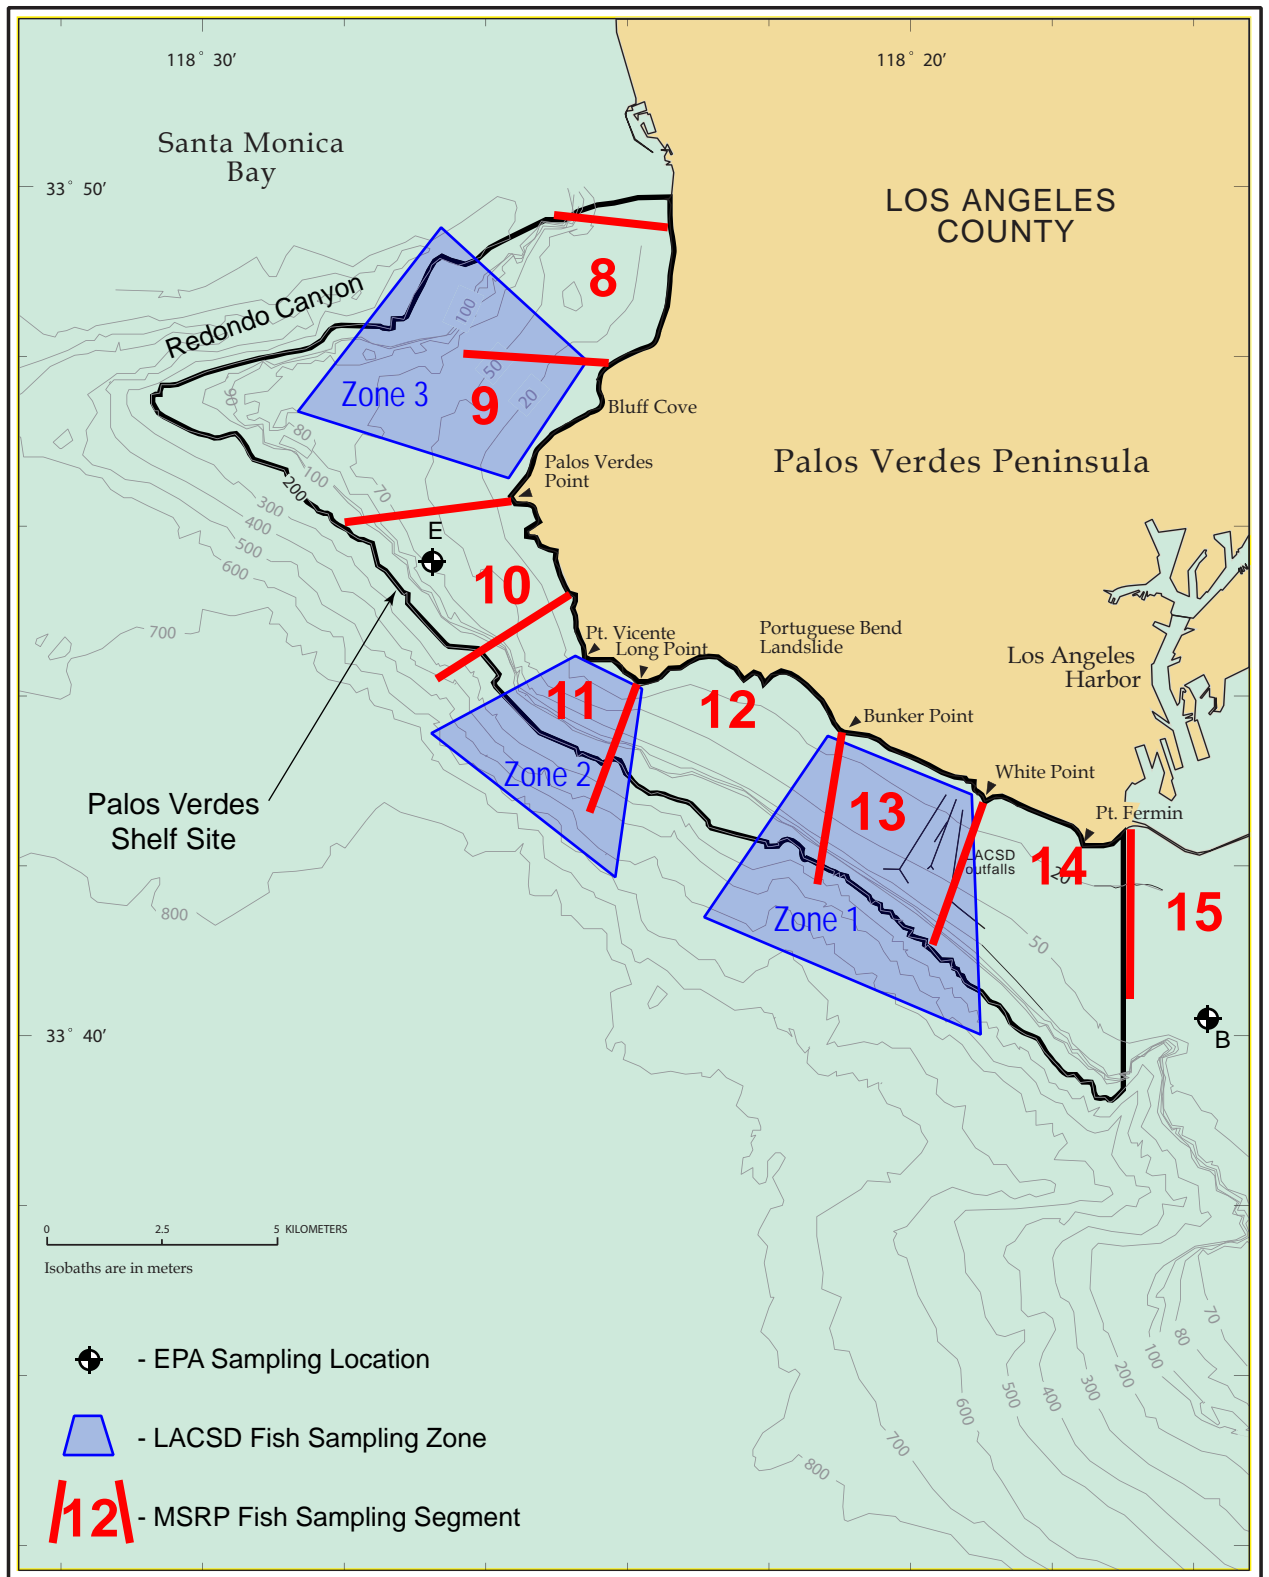 118° 30'
118° 20'
Santa Monica
Bay
33° 50'
LOS ANGELES
COUNTY
8
Redondo Canyon
100
50
Zone 3
9
20
90
Bluff Cove
80
Palos Verdes
Point
Palos Verdes Peninsula
100
70
200
300
400
500
600
E
10
700
Pt. Vicente
Long Point
Portuguese Bend
Landslide
Los Angeles
Harbor
11
12
Bunker Point
Zone 2
White Point
Palos Verdes
Shelf Site
13
Pt. Fermin
LACSD
outfalls
14
20
15
800
Zone 1
50
33° 40'
B
0 2.5 5 KILOMETERS
Isobaths are in meters
70
80
100
200
300
400
500
600
700
800
- EPA Sampling Location
- LACSD Fish Sampling Zone
12 - MSRP Fish Sampling Segment